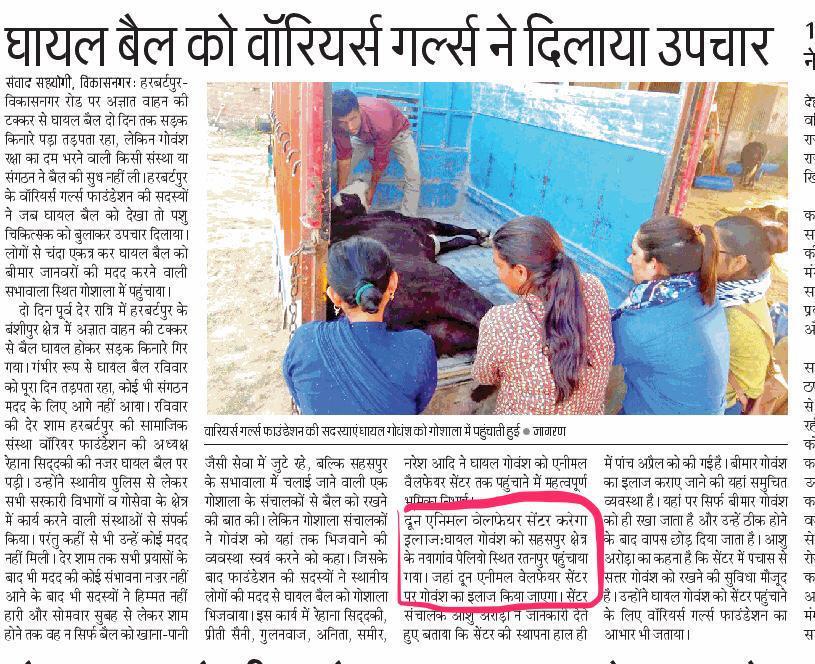 घायल बैल को वॉरियर्स गर्ल्स ने दिलाया उपचार
संवाद सहयोगी, विकासनगर: हरबर्टपुर-
विकासनगर रोड पर अज्ञात वाहन की
टक्कर से घायल बैल दो दिन तक सड़क
किनारे पड़ा तड़पता रहा, लेकिन गोवंश
रक्षा का दम भरने वाली किसी संस्था या
संगठन ने बैल की सुध नहीं ली। हरबर्टपुर
के वॉरियर्स गर्ल्स फाउंडेशन की सदस्यों
ने जब घायल बैल को देखा तो पशु
चिकित्सक को बुलाकर उपचार दिलाया।
लोगों से चंदा एकत्र कर घायल बैल को
बीमार जानवरों की मदद करने वाली
सभावाला स्थित गोशाला में पहुंचाया।
दो दिन पूर्व देर रात्रि में हरबर्टपुर के
बंशीपुर क्षेत्र में अज्ञात वाहन की टक्कर
से बैल घायल होकर सड़क किनारे गिर
गया। गंभीर रूप से घायल बैल रविवार
को पूरा दिन तड़पता रहा, कोई भी संगठन
मदद के लिए आगे नहीं आया। रविवार
की देर शाम हरबर्टपुर की सामाजिक
संस्था वॉरियर फाउंडेशन की अध्यक्ष
रेहाना सिद्दकी की नजर घायल बैल पर
पड़ी। उन्होंने स्थानीय पुलिस से लेकर
सभी सरकारी विभागों व गोसेवा के क्षेत्र
में कार्य करने वाली संस्थाओं से संपर्क
किया। परंतु कहीं से भी उन्हें कोई मदद
नहीं मिली। देर शाम तक सभी प्रयासों के
बाद भी मदद की कोई संभावना नजर नहीं
आने के बाद भी सदस्यों ने हिम्मत नहीं
हारी और सोमवार सुबह से लेकर शाम
होने तक वह न सिर्फ बैल को खाना-पानी
वारियर्स गर्ल्स फाउंडेशन की सदस्याएं घायल गोवंश को गोशाला में पहुंचाती हुई ● जागरण
जैसी सेवा में जुटे रहे, बल्कि सहसपुर
के सभावाला में चलाई जाने वाली एक
गोशाला के संचालकों से बैल को रखने
की बात की। लेकिन गोशाला संचालकों
ने गोवंश को यहां तक भिजवाने की
व्यवस्था स्वयं करने को कहा। जिसके
बाद फाउंडेशन की सदस्यों ने स्थानीय
लोगों की मदद से घायल बैल को गोशाला
भिजवाया। इस कार्य में रेहाना सिद्दकी,
प्रीती सैनी, गुलनवाज, अनिता, समीर,
नरेश आदि ने घायल गोवंश को एनीमल
वैलफेयर सेंटर तक पहुंचाने में महत्वपूर्ण
भूमिका निभाई।
दून एनिमल वेलफेयर सेंटर करेगा
इलाज:घायल गोवंश को सहसपुर क्षेत्र
के नयागांव पेलियो स्थित रतनपुर पहुंचाया
गया। जहां दून एनीमल वेलफेयर सेंटर
पर गोवंश का इलाज किया जाएगा। सेंटर
संचालक आशु अरोड़ा ने जानकारी देते
हुए बताया कि सेंटर की स्थापना हाल ही
में पांच अप्रैल को की गई है। बीमार गोवंश
का इलाज कराए जाने की यहां समुचित
व्यवस्था है। यहां पर सिर्फ बीमार गोवंश
को ही रखा जाता है और उन्हें ठीक होने
के बाद वापस छोड़ दिया जाता है। आशु
अरोड़ा का कहना है कि सेंटर में पचास से
सत्तर गोवंश को रखने की सुविधा मौजूद
है। उन्होंने घायल गोवंश को सेंटर पहुंचाने
के लिए वॉरियर्स गर्ल्स फाउंडेशन का
आभार भी जताया।